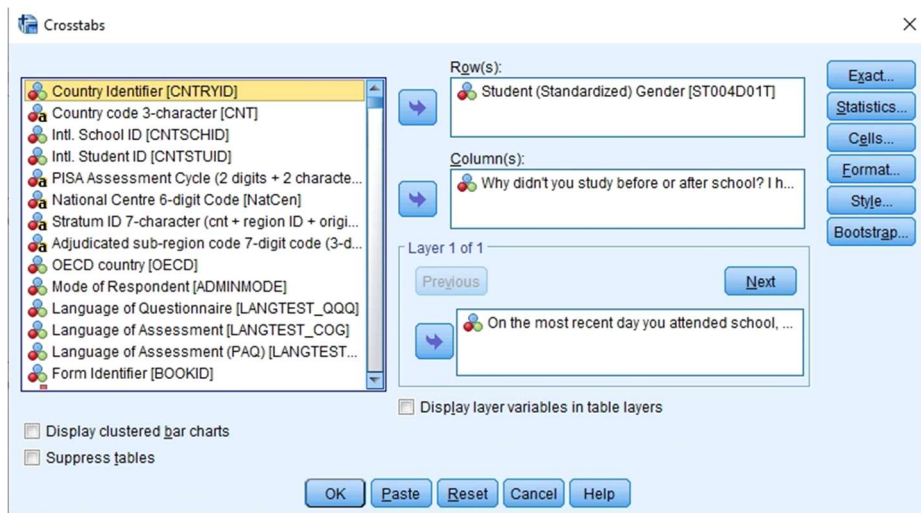 Crosstabs
Country Identifier [CNTRYID]
Country code 3-character [CNT]
Intl. School ID [CNTSCHID]
Intl. Student ID [CNTSTUID]
PISA Assessment Cycle (2 digits + 2 characte...
National Centre 6-digit Code [NatCen]
Stratum ID 7-character (cnt + region ID + origi...
Adjudicated sub-region code 7-digit code (3-d...
OECD country [OECD]
Mode of Respondent [ADMINMODE]
Language of Questionnaire [LANGTEST_QQQ]
Language of Assessment [LANGTEST_COG]
Language of Assessment (PAQ) [LANGTEST...
Form Identifier [BOOKID]
Row(s):
Student (Standardized) Gender [ST004D01T]
Column(s):
Why didn't you study before or after school? I h...
Layer 1 of 1
Previous
Next
On the most recent day you attended school, ...
Display layer variables in table layers
Exact...
Statistics...
Cells...
Format...
Style...
Bootstrap...
Display clustered bar charts
Suppress tables
OK
Paste
Reset
Cancel
Help